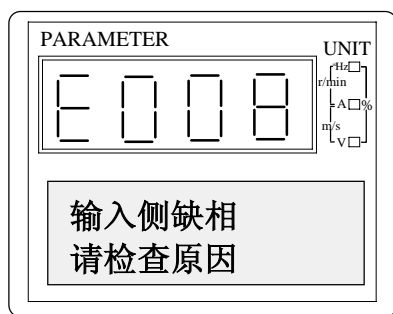 PARAMETER
UNIT
E008
Hz
r/min
A
%
m/s
V
输入侧缺相
请检查原因